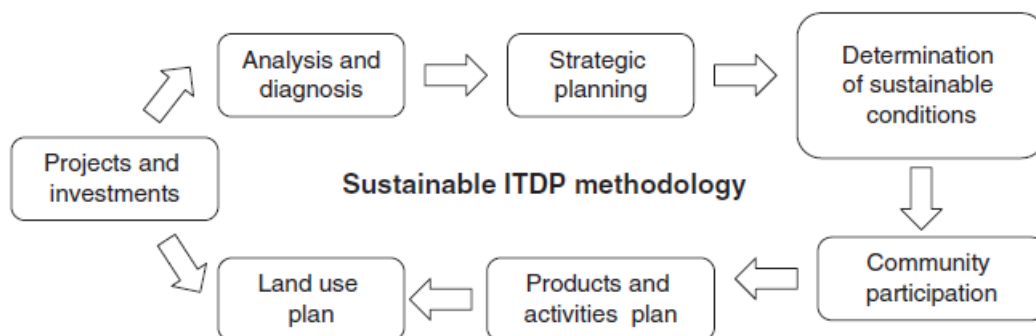 Analysis and
diagnosis
Strategic
planning
Determination
of sustainable
conditions
Projects and
investments
Sustainable ITDP methodology
Land use
plan
Products and
activities plan
Community
participation